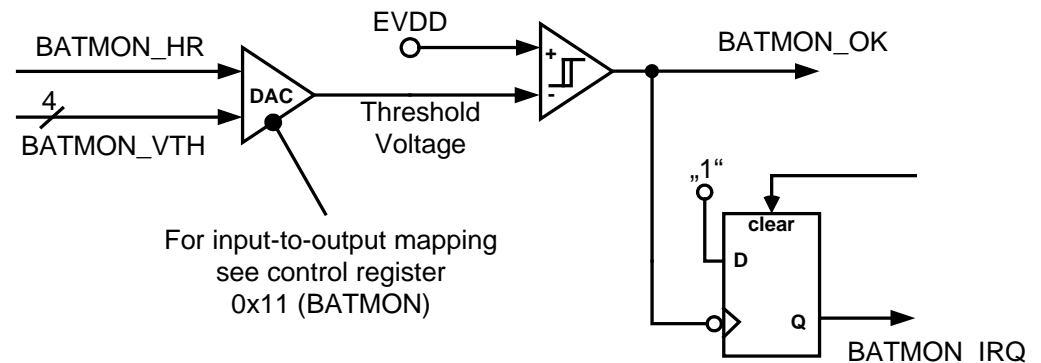 EVDD
BATMON_HR
BATMON_OK
+
DAC
-
4
Threshold
Voltage
BATMON_VTH
„1“
clear
For input-to-output mapping
see control register
0x11 (BATMON)
D
Q
BATMON_IRQ